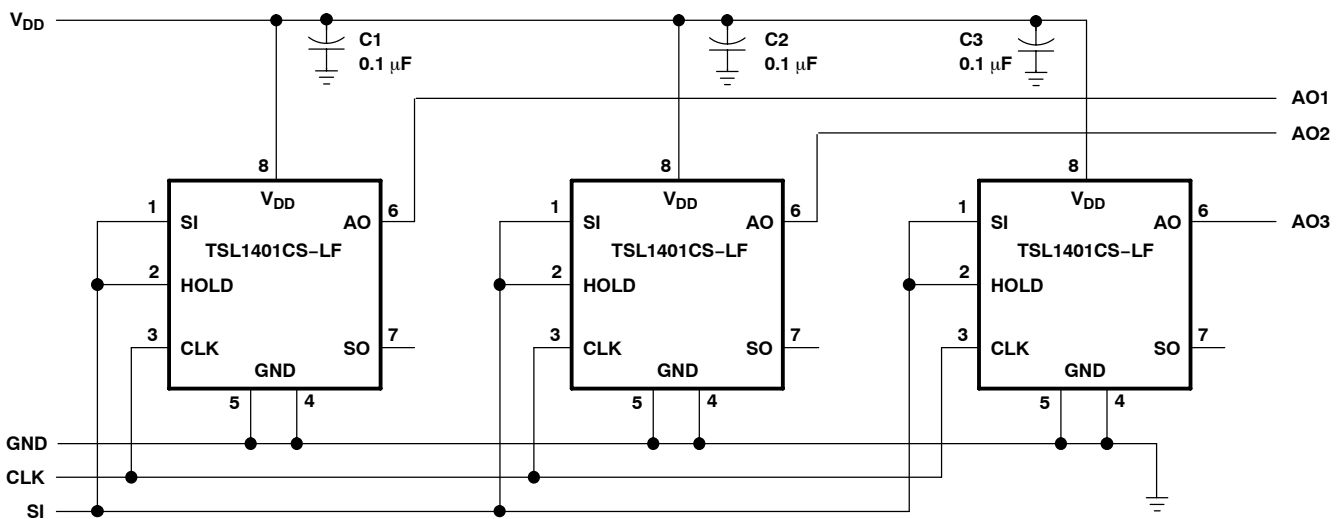 VDD
C1
0.1 μF
C2
0.1 μF
C3
0.1 μF
AO1
AO2
8
8
8
1
SI
VDD
AO
6
TSL1401CS−LF
2
HOLD
3
CLK
SO
7
GND
5
4
1
SI
VDD
AO
6
TSL1401CS−LF
2
HOLD
3
CLK
SO
7
GND
5
4
1
SI
VDD
AO
6
AO3
TSL1401CS−LF
2
HOLD
3
CLK
SO
7
GND
5
4
GND
CLK
SI